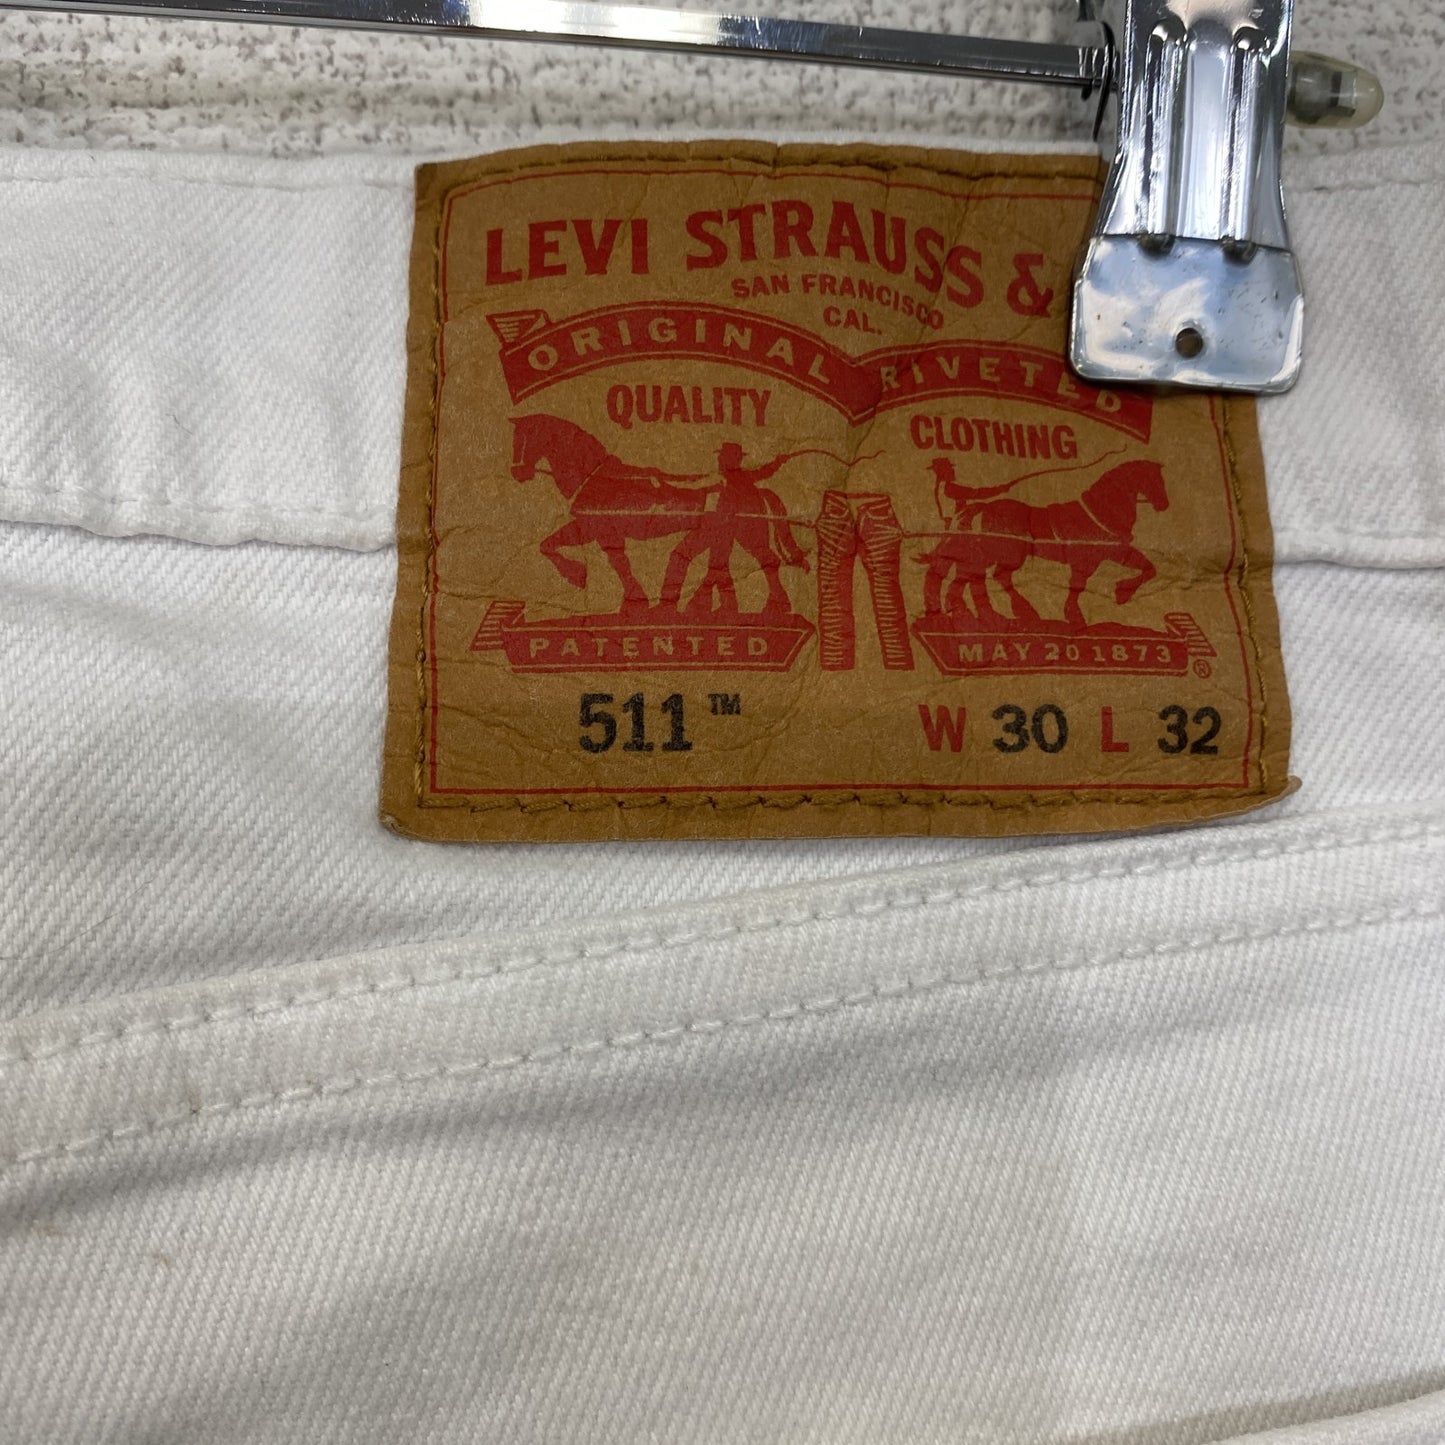 LEVI STRAUSS &
SAN FRANCISCO
CAL.
ORIGINAL RIVETED
QUALITY CLOTHING
PATENTED MAY 20 1873 ®
511™ W 30 L 32